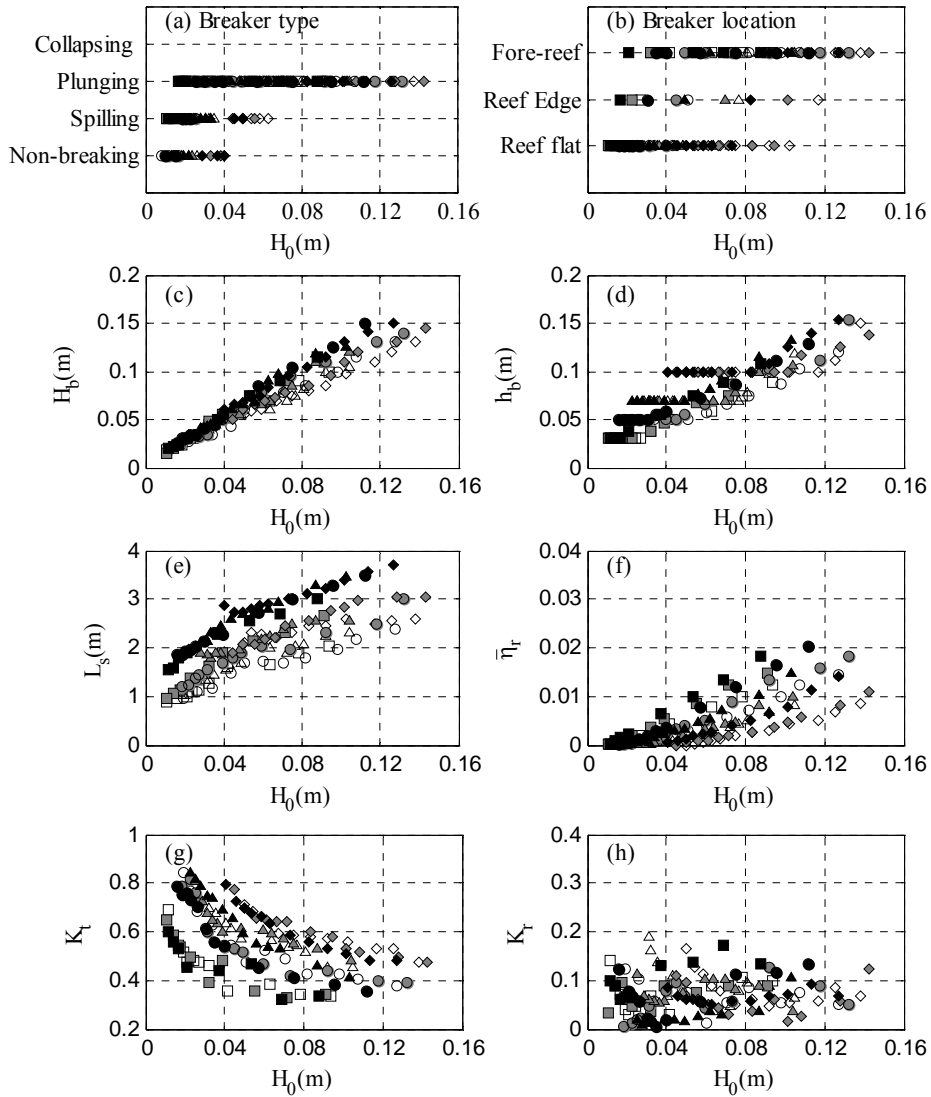 (a) Breaker type
Collapsing
Plunging
Spilling
Non-breaking
0 0.04 0.08 0.12 0.16
H0(m)
(b) Breaker location
Fore-reef
Reef Edge
Reef flat
0 0.04 0.08 0.12 0.16
H0(m)
(c)
0.2
0.15
0.1
0.05
0
Hb(m)
0 0.04 0.08 0.12 0.16
H0(m)
(d)
0.2
0.15
0.1
0.05
0
hb(m)
0 0.04 0.08 0.12 0.16
H0(m)
(e)
4
3
2
1
0
Ls(m)
0 0.04 0.08 0.12 0.16
H0(m)
(f)
0.04
0.03
0.02
0.01
0
η̅r
0 0.04 0.08 0.12 0.16
H0(m)
(g)
1
0.8
0.6
0.4
0.2
Kt
0 0.04 0.08 0.12 0.16
H0(m)
(h)
0.4
0.3
0.2
0.1
0
Kr
0 0.04 0.08 0.12 0.16
H0(m)